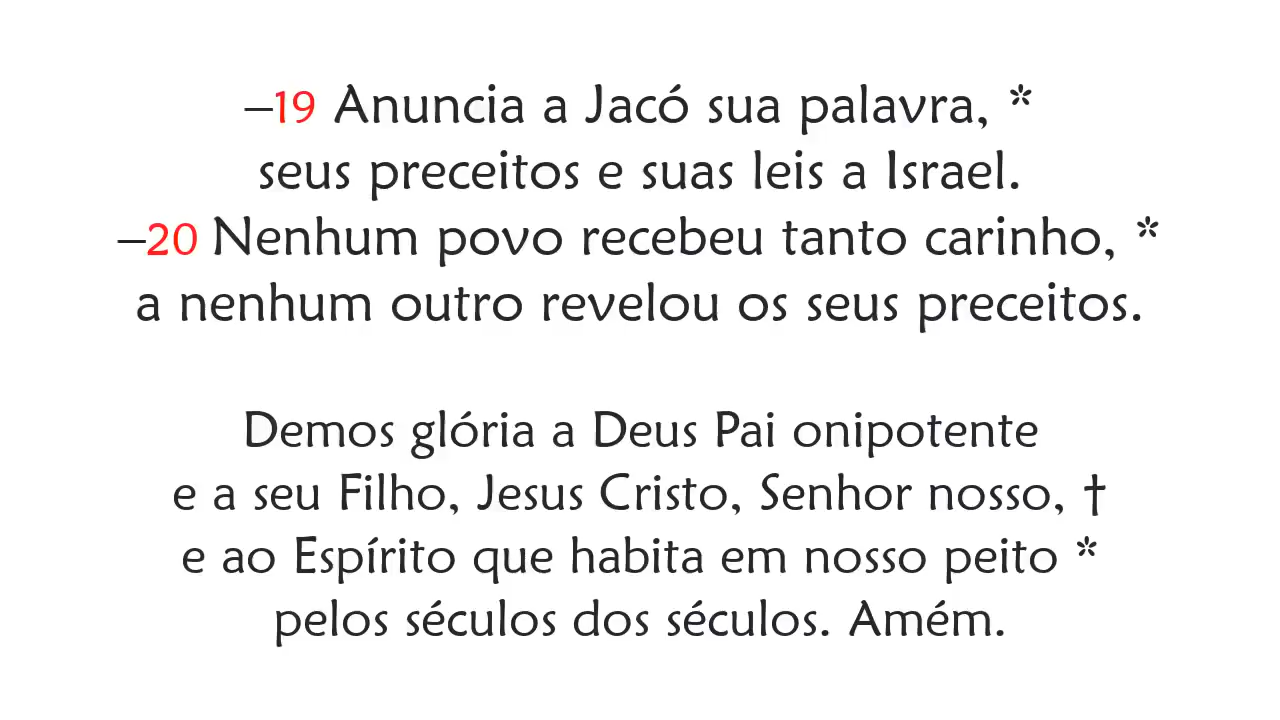 –19 Anuncia a Jacó sua palavra, *
seus preceitos e suas leis a Israel.
–20 Nenhum povo recebeu tanto carinho, *
a nenhum outro revelou os seus preceitos.
Demos glória a Deus Pai onipotente
e a seu Filho, Jesus Cristo, Senhor nosso, †
e ao Espírito que habita em nosso peito *
pelos séculos dos séculos. Amém.